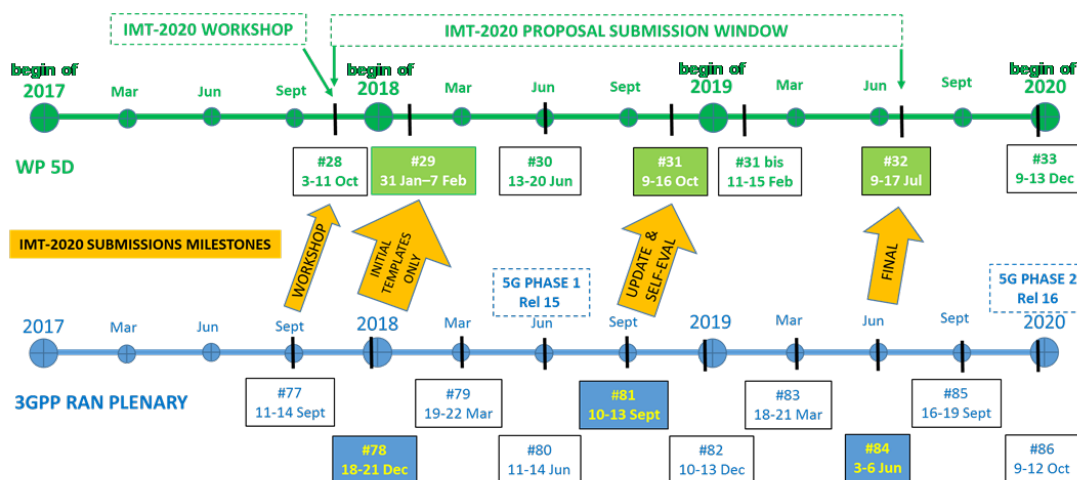 IMT-2020 WORKSHOP
IMT-2020 PROPOSAL SUBMISSION WINDOW
begin of
2017
Mar
Jun
Sept
begin of
2018
Mar
Jun
Sept
begin of
2019
Mar
Jun
Sept
begin of
2020
WP 5D
#28
3-11 Oct
#29
31 Jan–7 Feb
#30
13-20 Jun
#31
9-16 Oct
#31 bis
11-15 Feb
#32
9-17 Jul
#33
9-13 Dec
IMT-2020 SUBMISSIONS MILESTONES
WORKSHOP
INITIAL
TEMPLATES
ONLY
UPDATE &
SELF-EVAL
FINAL
5G PHASE 1
Rel 15
5G PHASE 2
Rel 16
2017
Mar
Jun
Sept
2018
Mar
Jun
Sept
2019
Mar
Jun
Sept
2020
3GPP RAN PLENARY
#77
11-14 Sept
#78
18-21 Dec
#79
19-22 Mar
#80
11-14 Jun
#81
10-13 Sept
#82
10-13 Dec
#83
18-21 Mar
#84
3-6 Jun
#85
16-19 Sept
#86
9-12 Oct